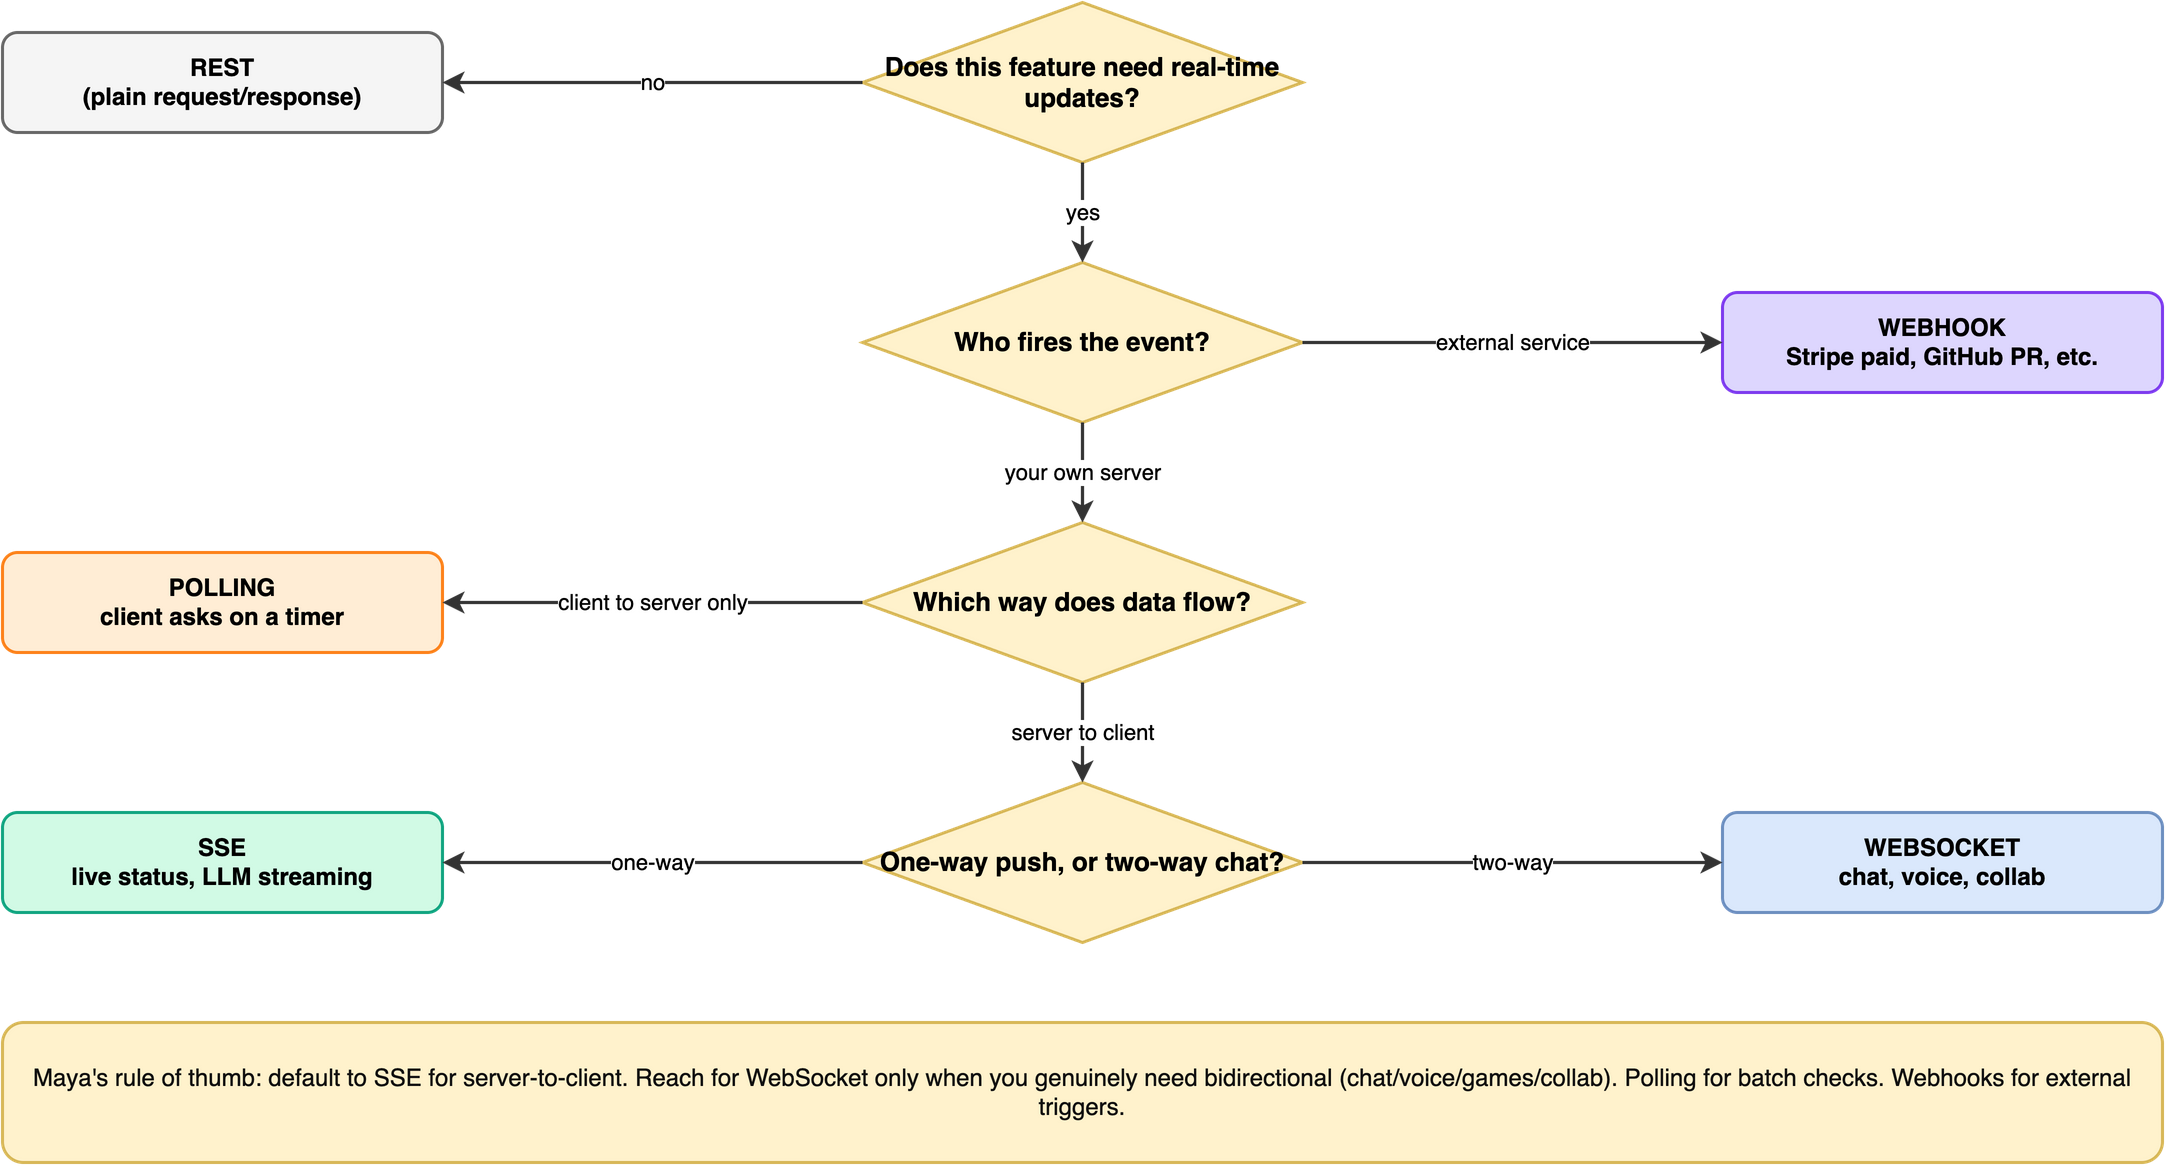 Does this feature need real-time
updates?
REST
(plain request/response)
no
yes
Who fires the event?
external service
WEBHOOK
Stripe paid, GitHub PR, etc.
your own server
POLLING
client asks on a timer
client to server only
Which way does data flow?
server to client
SSE
live status, LLM streaming
one-way
One-way push, or two-way chat?
two-way
WEBSOCKET
chat, voice, collab
Maya's rule of thumb: default to SSE for server-to-client. Reach for WebSocket only when you genuinely need bidirectional (chat/voice/games/collab). Polling for batch checks. Webhooks for external
triggers.